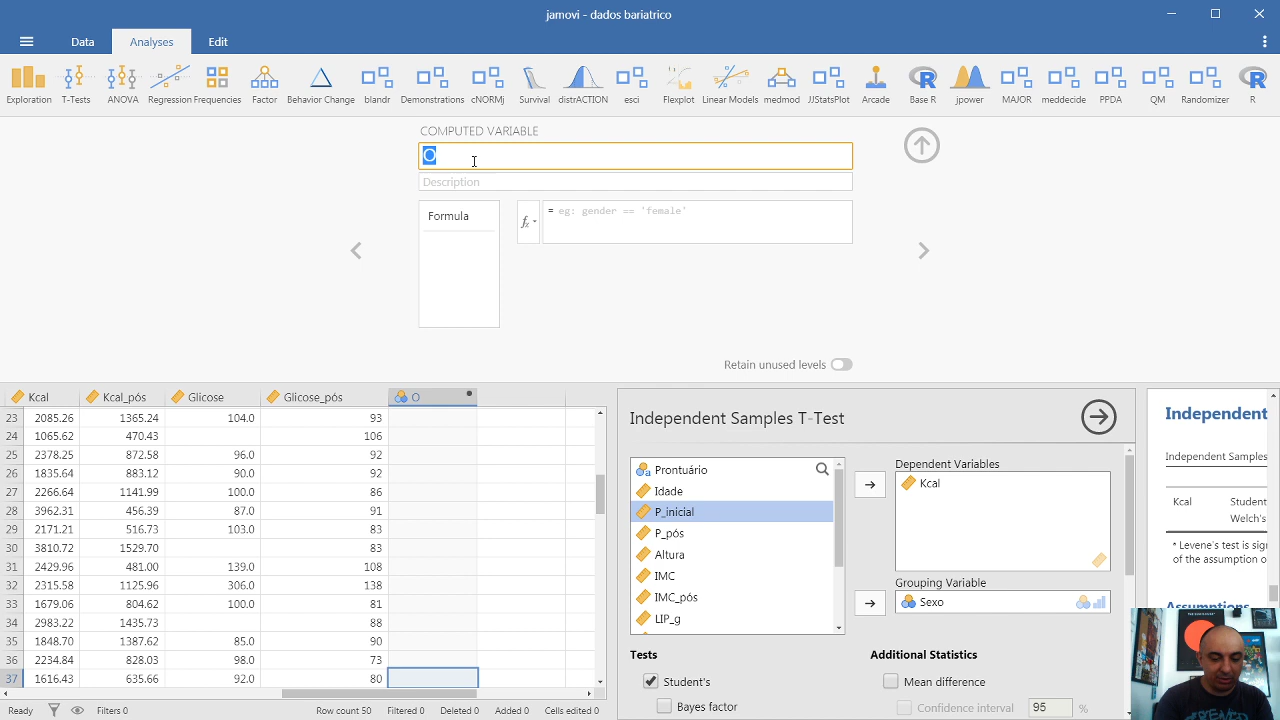 jamovi - dados bariatrico
Data Analyses Edit
Exploration T-Tests ANOVA Regression Frequencies Factor Behavior Change blandr Demonstrations cNORMj Survival distrACTION esci Flexplot Linear Models medmod JJStatsPlot Arcade Base R jpower MAJOR meddecide PPDA QM Randomizer R
COMPUTED VARIABLE
O
Description
Formula
fx
= eg: gender == 'female'
Retain unused levels
Kcal Kcal_pós Glicose Glicose_pós O
23 2085.26 1365.24 104.0 93
24 1065.62 470.43 106
25 2378.25 872.58 96.0 92
26 1835.64 883.12 90.0 92
27 2266.64 1141.99 100.0 86
28 3962.31 456.39 87.0 91
29 2171.21 516.73 103.0 83
30 3810.72 1529.70 83
31 2429.96 481.00 139.0 108
32 2315.58 1125.96 306.0 138
33 1679.06 804.62 100.0 81
34 2983.22 1435.73 88
35 1848.70 1387.62 85.0 90
36 2234.84 828.03 98.0 73
37 1616.43 635.66 92.0 80
Ready Filters 0 Row count 50 Filtered 0 Deleted 0 Added 0 Cells edited 0
Independent Samples T-Test
Prontuário
Idade
P_inicial
P_pós
Altura
IMC
IMC_pós
LIP_g
Dependent Variables
Kcal
Grouping Variable
Sexo
Tests
Student's
Bayes factor
Additional Statistics
Mean difference
Confidence interval 95 %
Independent
Independent Samples
Kcal Student
Welch's
ᵃ Levene's test is sig
of the assumption o
Assumptions